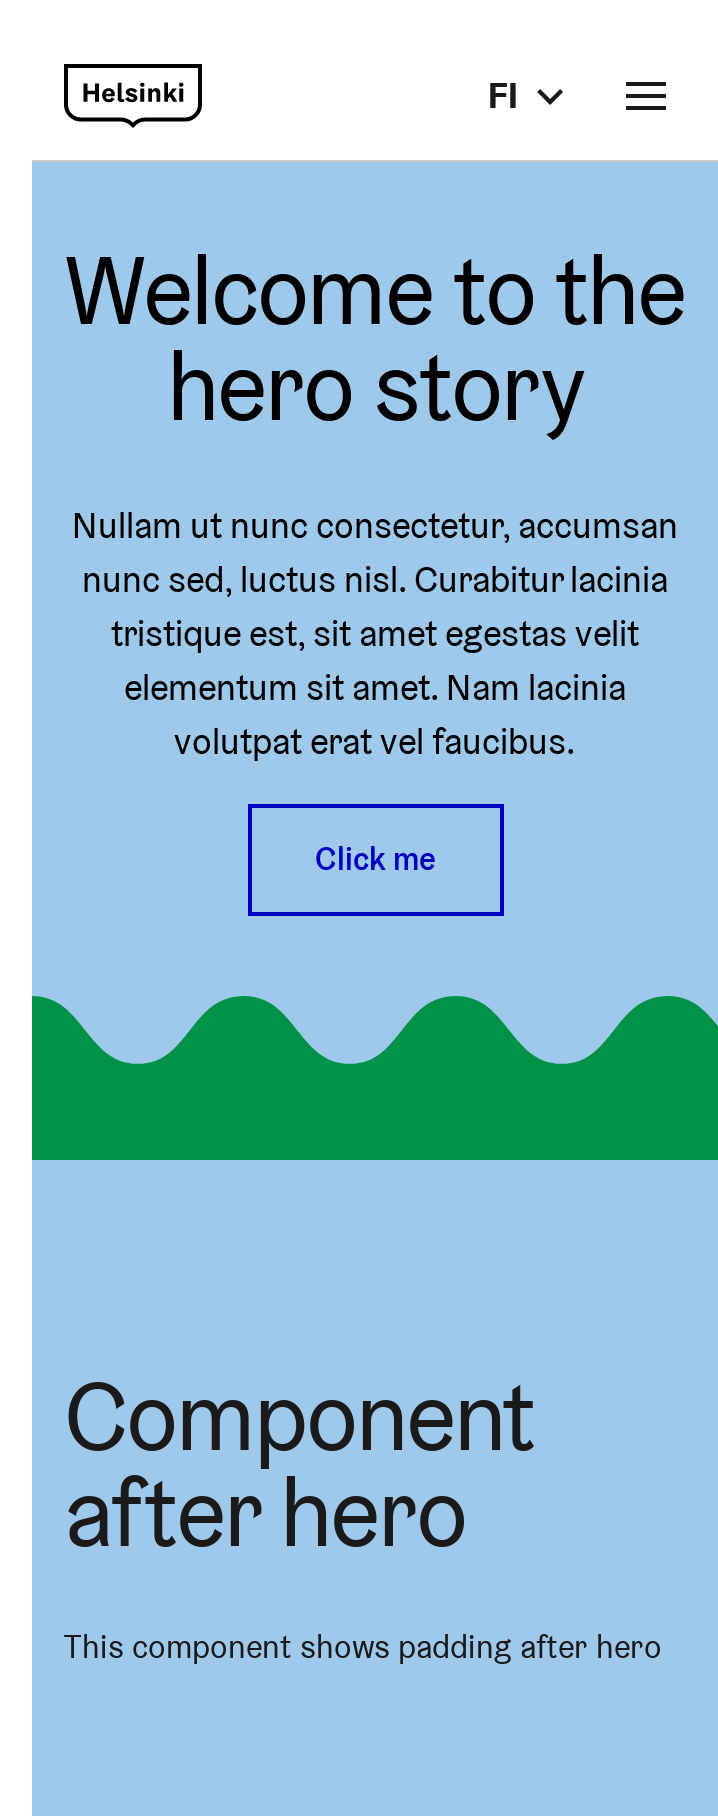 Helsinki
FI
Welcome to the
hero story
Nullam ut nunc consectetur, accumsan
nunc sed, luctus nisl. Curabitur lacinia
tristique est, sit amet egestas velit
elementum sit amet. Nam lacinia
volutpat erat vel faucibus.
Click me
Component
after hero
This component shows padding after hero